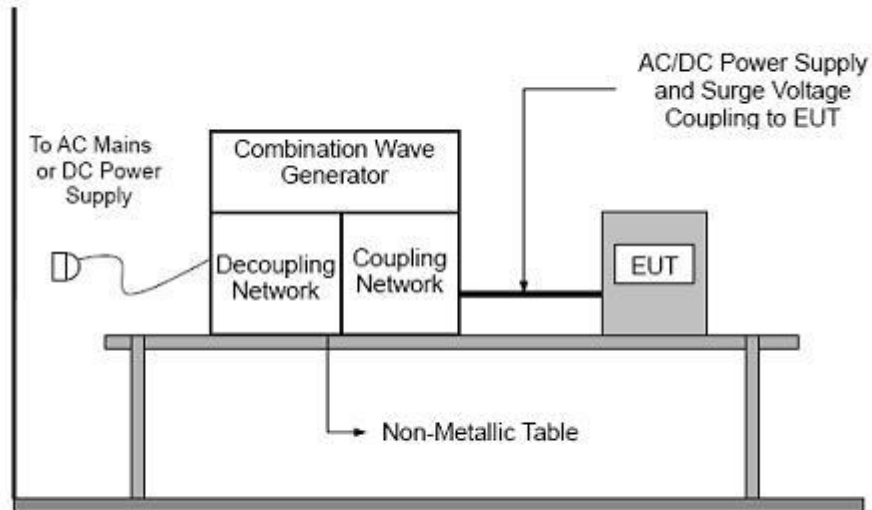 AC/DC Power Supply
and Surge Voltage
Coupling to EUT
To AC Mains
or DC Power
Supply
Combination Wave
Generator
Decoupling
Network
Coupling
Network
EUT
Non-Metallic Table